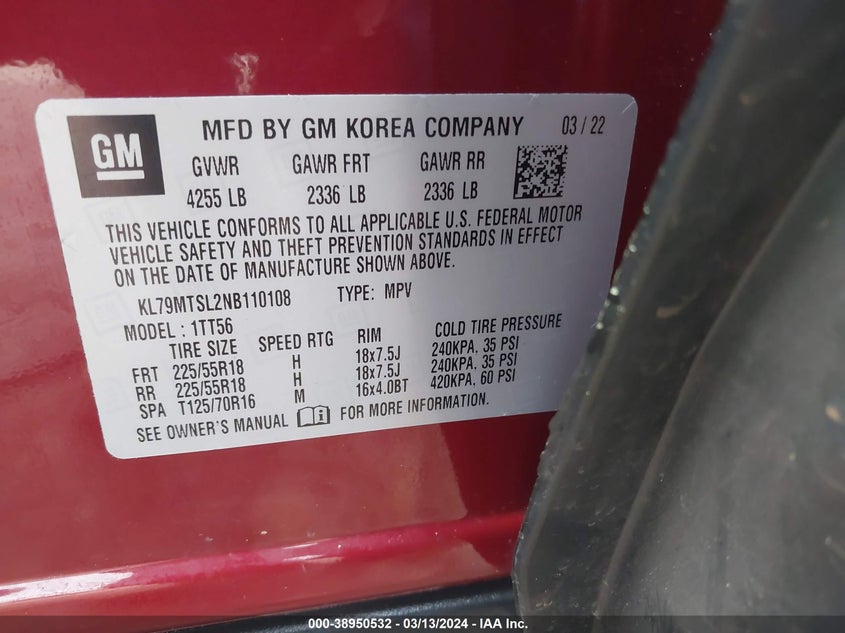 GM
MFD BY GM KOREA COMPANY 03 / 22
GVWR GAWR FRT GAWR RR
4255 LB 2336 LB 2336 LB
THIS VEHICLE CONFORMS TO ALL APPLICABLE U.S. FEDERAL MOTOR
VEHICLE SAFETY AND THEFT PREVENTION STANDARDS IN EFFECT
ON THE DATE OF MANUFACTURE SHOWN ABOVE.
KL79MTSL2NB110108 TYPE: MPV
MODEL : 1TT56
TIRE SIZE SPEED RTG RIM COLD TIRE PRESSURE
FRT 225/55R18 H 18x7.5J 240KPA, 35 PSI
RR 225/55R18 H 18x7.5J 240KPA, 35 PSI
SPA T125/70R16 M 16x4.0BT 420KPA, 60 PSI
SEE OWNER'S MANUAL FOR MORE INFORMATION.
000-38950532 - 03/13/2024 - IAA Inc.